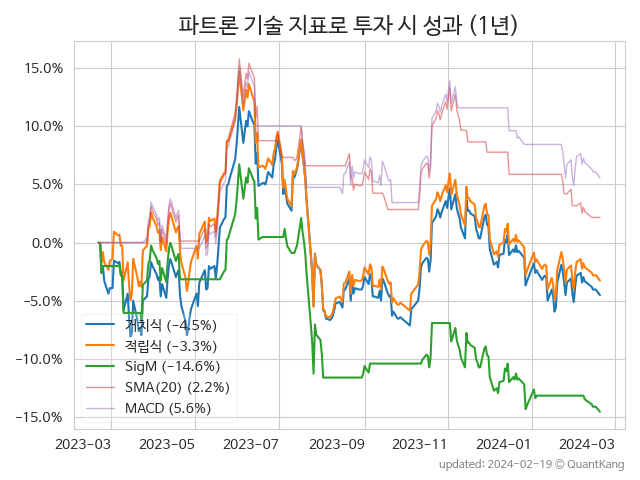 파트론 기술 지표로 투자 시 성과 (1년)
15.0%
10.0%
5.0%
0.0%
−5.0%
−10.0%
−15.0%
거치식 (−4.5%)
적립식 (−3.3%)
SigM (−14.6%)
SMA(20) (2.2%)
MACD (5.6%)
2023-03 2023-05 2023-07 2023-09 2023-11 2024-01 2024-03
updated: 2024-02-19 © QuantKang